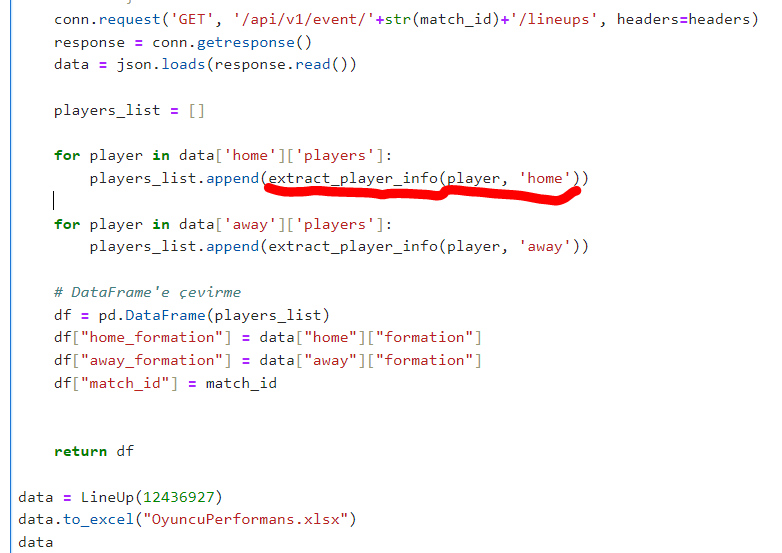 conn.request('GET', '/api/v1/event/'+str(match_id)+'/lineups', headers=headers)
response = conn.getresponse()
data = json.loads(response.read())
players_list = []
for player in data['home']['players']:
players_list.append(extract_player_info(player, 'home'))
for player in data['away']['players']:
players_list.append(extract_player_info(player, 'away'))
# DataFrame'e çevirme
df = pd.DataFrame(players_list)
df["home_formation"] = data["home"]["formation"]
df["away_formation"] = data["away"]["formation"]
df["match_id"] = match_id
return df
data = LineUp(12436927)
data.to_excel("OyuncuPerformans.xlsx")
data